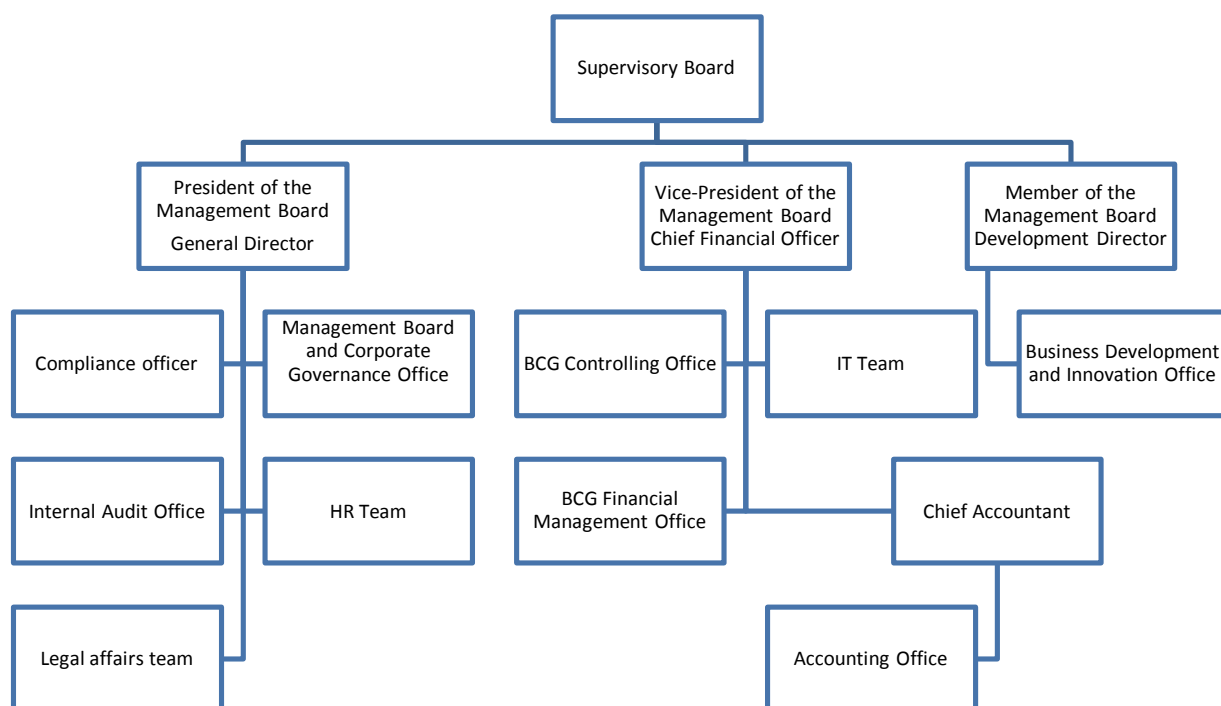 Supervisory Board
President of the
Management Board
General Director
Vice-President of the
Management Board
Chief Financial Officer
Member of the
Management Board
Development Director
Compliance officer
Management Board
and Corporate
Governance Office
BCG Controlling Office
IT Team
Business Development
and Innovation Office
Internal Audit Office
HR Team
BCG Financial
Management Office
Chief Accountant
Legal affairs team
Accounting Office